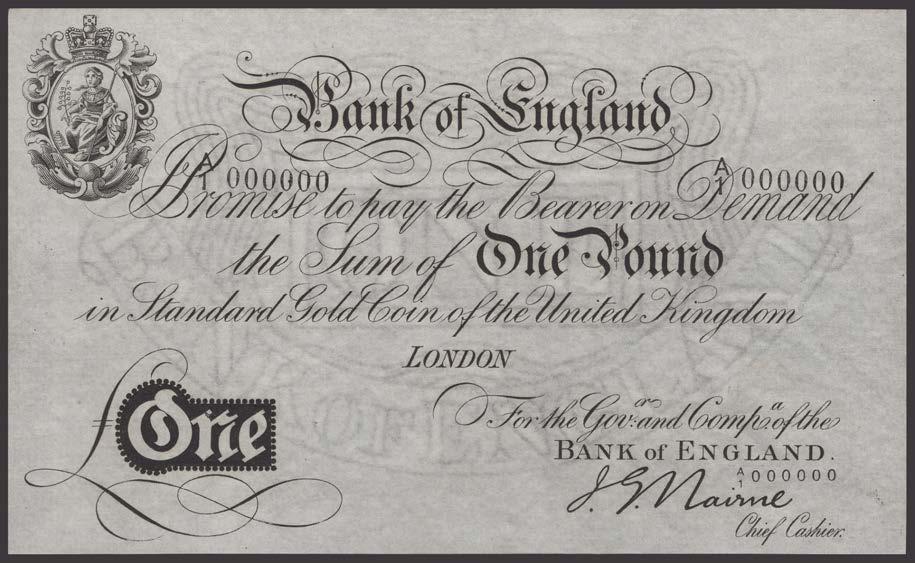 Bank of England
A/1 000000 A/1 000000
I Promise to pay the Bearer on Demand
the Sum of One Pound
in Standard Gold Coin of the United Kingdom
LONDON
£One
For the Govr. and Compa. of the
BANK of ENGLAND.
A/1 000000
J. G. Nairne
Chief Cashier.